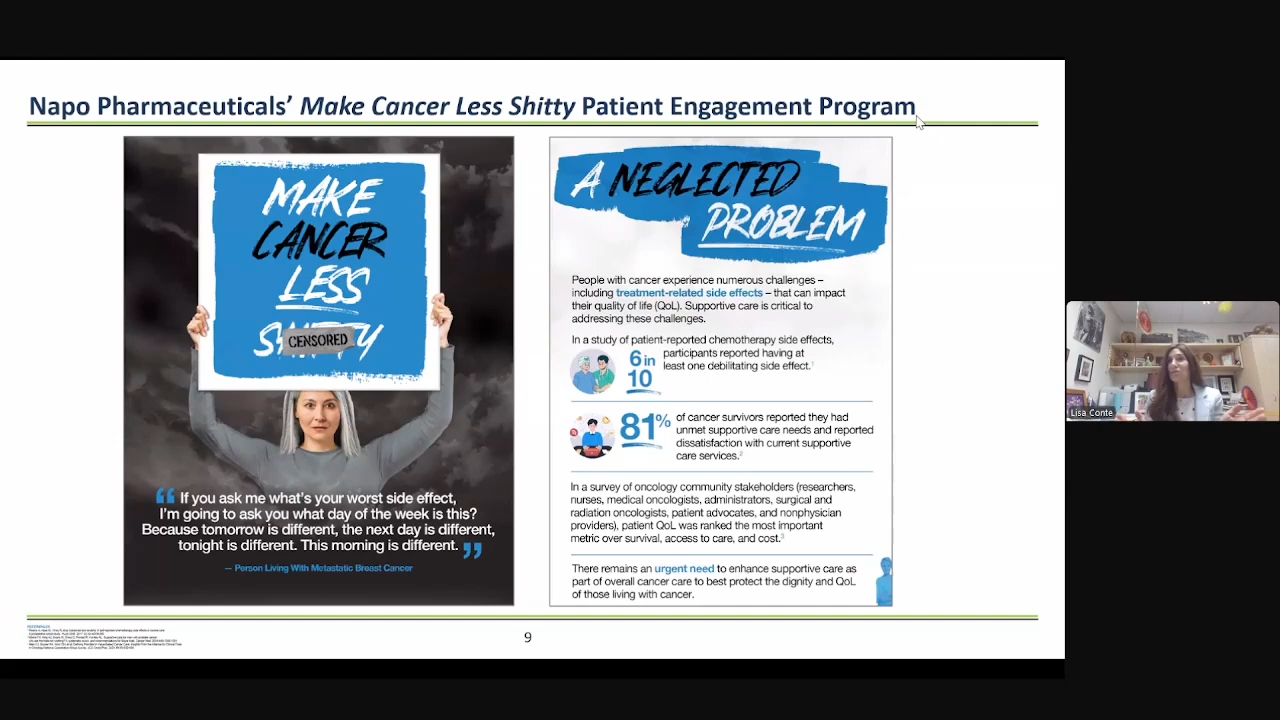 Napo Pharmaceuticals' Make Cancer Less Shitty Patient Engagement Program
MAKE
CANCER
LESS
CENSORED
“ If you ask me what's your worst side effect,
I'm going to ask you what day of the week is this?
Because tomorrow is different, the next day is different,
tonight is different. This morning is different. ”
— Person Living With Metastatic Breast Cancer
A NEGLECTED
PROBLEM
People with cancer experience numerous challenges –
including treatment-related side effects – that can impact
their quality of life (QoL). Supportive care is critical to
addressing these challenges.
In a study of patient-reported chemotherapy side effects,
6 in
10
participants reported having at
least one debilitating side effect.1
81%
of cancer survivors reported they had
unmet supportive care needs and reported
dissatisfaction with current supportive
care services.2
In a survey of oncology community stakeholders (researchers,
nurses, medical oncologists, administrators, surgical and
radiation oncologists, patient advocates, and nonphysician
providers), patient QoL was ranked the most important
metric over survival, access to care, and cost.3
There remains an urgent need to enhance supportive care as
part of overall cancer care to best protect the dignity and QoL
of those living with cancer.
REFERENCES
9
Lisa Conte